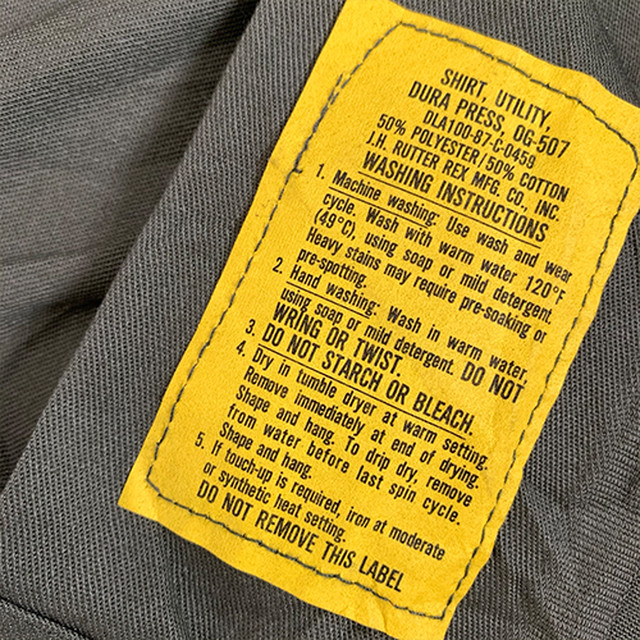 SHIRT, UTILITY,
DURA PRESS, OG-507
DLA100-87-C-0459
50% POLYESTER/50% COTTON
J.H. RUTTER REX MFG. CO., INC.
WASHING INSTRUCTIONS
1. Machine washing: Use wash and wear
cycle. Wash with warm water 120°F
(49°C), using soap or mild detergent.
Heavy stains may require pre-soaking or
pre-spotting.
2. Hand washing: Wash in warm water,
using soap or mild detergent. DO NOT
WRING OR TWIST.
3. DO NOT STARCH OR BLEACH.
4. Dry in tumble dryer at warm setting.
Remove immediately at end of drying.
Shape and hang. To drip dry, remove
from water before last spin cycle.
Shape and hang.
5. If touch-up is required, iron at moderate
or synthetic heat setting.
DO NOT REMOVE THIS LABEL